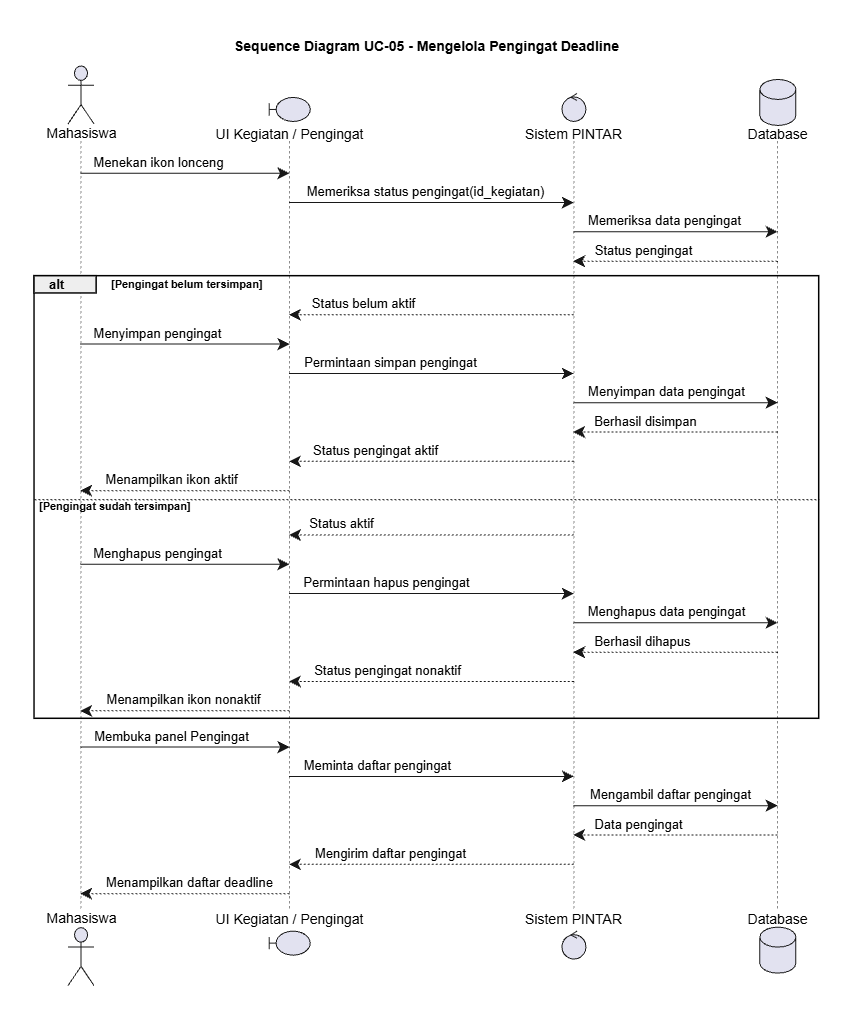 Sequence Diagram UC-05 - Mengelola Pengingat Deadline
Mahasiswa
UI Kegiatan / Pengingat
Sistem PINTAR
Database
Menekan ikon lonceng
Memeriksa status pengingat(id_kegiatan)
Memeriksa data pengingat
Status pengingat
alt
[Pengingat belum tersimpan]
Status belum aktif
Menyimpan pengingat
Permintaan simpan pengingat
Menyimpan data pengingat
Berhasil disimpan
Status pengingat aktif
Menampilkan ikon aktif
[Pengingat sudah tersimpan]
Status aktif
Menghapus pengingat
Permintaan hapus pengingat
Menghapus data pengingat
Berhasil dihapus
Status pengingat nonaktif
Menampilkan ikon nonaktif
Membuka panel Pengingat
Meminta daftar pengingat
Mengambil daftar pengingat
Data pengingat
Mengirim daftar pengingat
Menampilkan daftar deadline
Mahasiswa
UI Kegiatan / Pengingat
Sistem PINTAR
Database